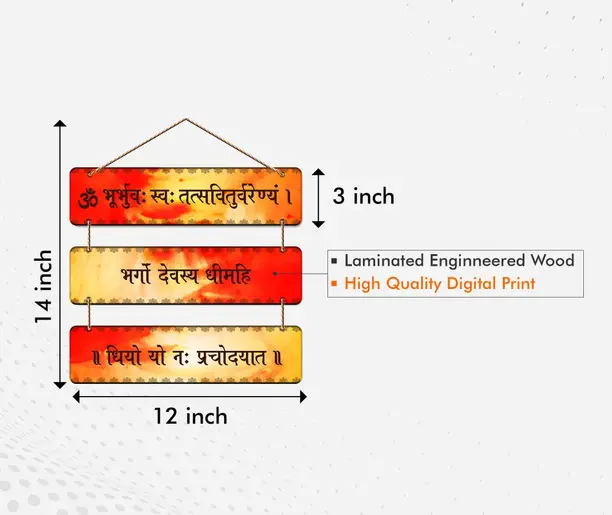 ॐ भूर्भुवः स्वः तत्सवितुर्वरेण्यं ।
3 inch
भर्गो देवस्य धीमहि
Laminated Enginneered Wood
High Quality Digital Print
14 inch
॥ धियो यो नः प्रचोदयात ॥
12 inch